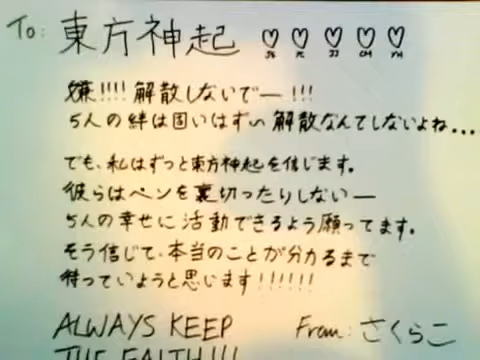 To: 東方神起 ♡♡♡♡♡
JS YC JJ CM YH
嫌!!!! 解散しないでー!!!
5人の絆は固いはずい 解散なんてしないよね...
でも、私はずっと東方神起を信じます。
彼らはペンを裏切ったりしないー
5人の幸せに活動できるよう願ってます。
そう信じて、本当のことが分かるまで
待っていようと思います!!!!!!
ALWAYS KEEP From: さくらこ
THE FAITH!!!